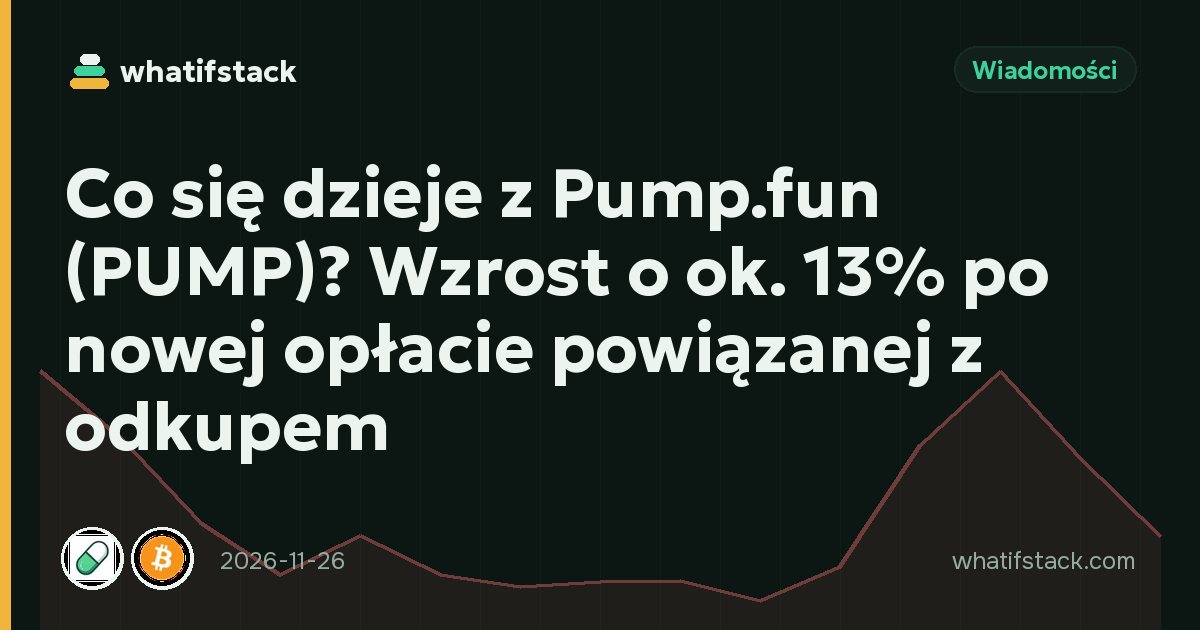 whatifstack
Wiadomości
Co się dzieje z Pump.fun
(PUMP)? Wzrost o ok. 13% po
nowej opłacie powiązanej z
odkupem
2026-11-26
whatifstack.com